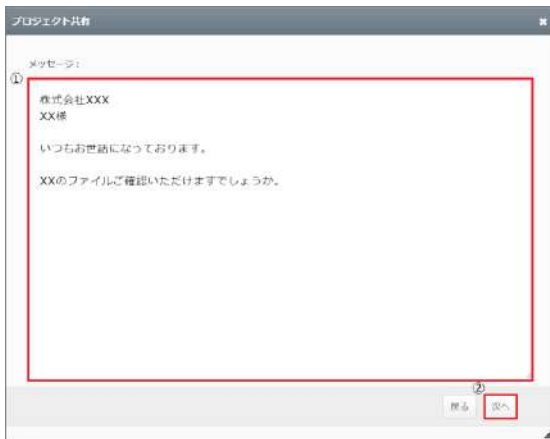 プロジェクト共有
メッセージ:
①
株式会社XXX
XX様
いつもお世話になっております。
XXのファイルご確認いただけますでしょうか。
②
戻る 次へ